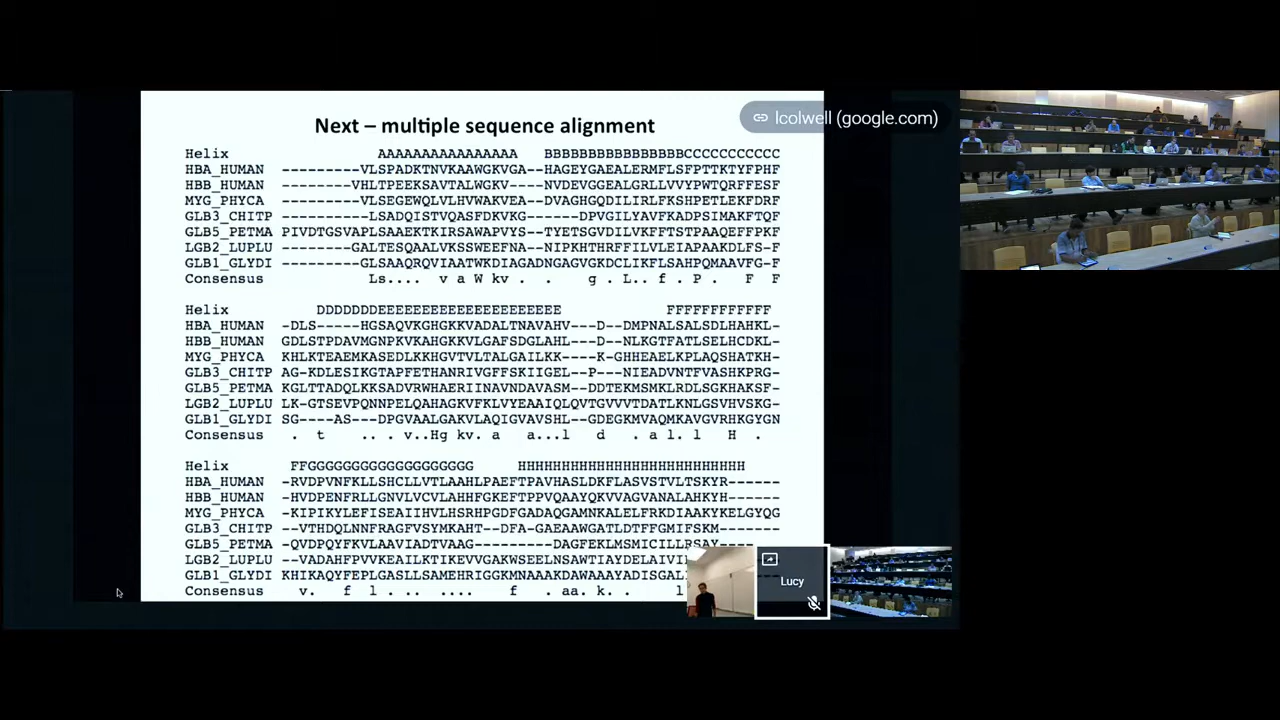 Next – multiple sequence alignment
lcolwell (google.com)
Helix AAAAAAAAAAAAAAAA BBBBBBBBBBBBBBBBCCCCCCCCCCC
HBA_HUMAN ---------VLSPADKTNVKAAWGKVGA--HAGEYGAEALERMFLSFPTTKTYFPHF
HBB_HUMAN --------VHLTPEEKSAVTALWGKV----NVDEVGGEALGRLLVVYPWTQRFFESF
MYG_PHYCA ---------VLSEGEWQLVLHVWAKVEA--DVAGHGQDILIRLFKSHPETLEKFDRF
GLB3_CHITP ----------LSADQISTVQASFDKVKG------DPVGILYAVFKADPSIMAKFTQF
GLB5_PETMA PIVDTGSVAPLSAAEKTKIRSAWAPVYS--TYETSGVDILVKFFTSTPAAQEFFPKF
LGB2_LUPLU --------GALTESQAALVKSSWEEFNA--NIPKHTHRFFILVLEIAPAAKDLFS-F
GLB1_GLYDI ---------GLSAAQRQVIAATWKDIAGADNGAGVGKDCLIKFLSAHPQMAAVFG-F
Consensus Ls.... v a W kv . . g . L.. f . P . F F
Helix DDDDDDDEEEEEEEEEEEEEEEEEEEEE FFFFFFFFFFFF
HBA_HUMAN -DLS-----HGSAQVKGHGKKVADALTNAVAHV---D--DMPNALSALSDLHAHKL-
HBB_HUMAN GDLSTPDAVMGNPKVKAHGKKVLGAFSDGLAHL---D--NLKGTFATLSELHCDKL-
MYG_PHYCA KHLKTEAEMKASEDLKKHGVTVLTALGAILKK----K-GHHEAELKPLAQSHATKH-
GLB3_CHITP AG-KDLESIKGTAPFETHANRIVGFFSKIIGEL--P---NIEADVNTFVASHKPRG-
GLB5_PETMA KGLTTADQLKKSADVRWHAERIINAVNDAVASM--DDTEKMSMKLRDLSGKHAKSF-
LGB2_LUPLU LK-GTSEVPQNNPELQAHAGKVFKLVYEAAIQLQVTGVVVTDATLKNLGSVHVSKG-
GLB1_GLYDI SG----AS---DPGVAALGAKVLAQIGVAVSHL--GDEGKMVAQMKAVGVRHKGYGN
Consensus . t .. . v..Hg kv. a a...l d . a l. l H .
Helix FFGGGGGGGGGGGGGGGGGGG HHHHHHHHHHHHHHHHHHHHHHHHHH
HBA_HUMAN -RVDPVNFKLLSHCLLVTLAAHLPAEFTPAVHASLDKFLASVSTVLTSKYR------
HBB_HUMAN -HVDPENFRLLGNVLVCVLAHHFGKEFTPPVQAAYQKVVAGVANALAHKYH------
MYG_PHYCA -KIPIKYLEFISEAIIHVLHSRHPGDFGADAQGAMNKALELFRKDIAAKYKELGYQG
GLB3_CHITP --VTHDQLNNFRAGFVSYMKAHT--DFA-GAEAAWGATLDTFFGMIFSKM-------
GLB5_PETMA -QVDPQYFKVLAAVIADTVAAG---------DAGFEKLMSMICILLRSAY-------
LGB2_LUPLU --VADAHFPVVKEAILKTIKEVVGAKWSEELNSAWTIAYDELAIVI
GLB1_GLYDI KHIKAQYFEPLGASLLSAMEHRIGGKMNAAAKDAWAAAYADISGAL
Consensus v. f l . .... f . aa. k. . l
Lucy